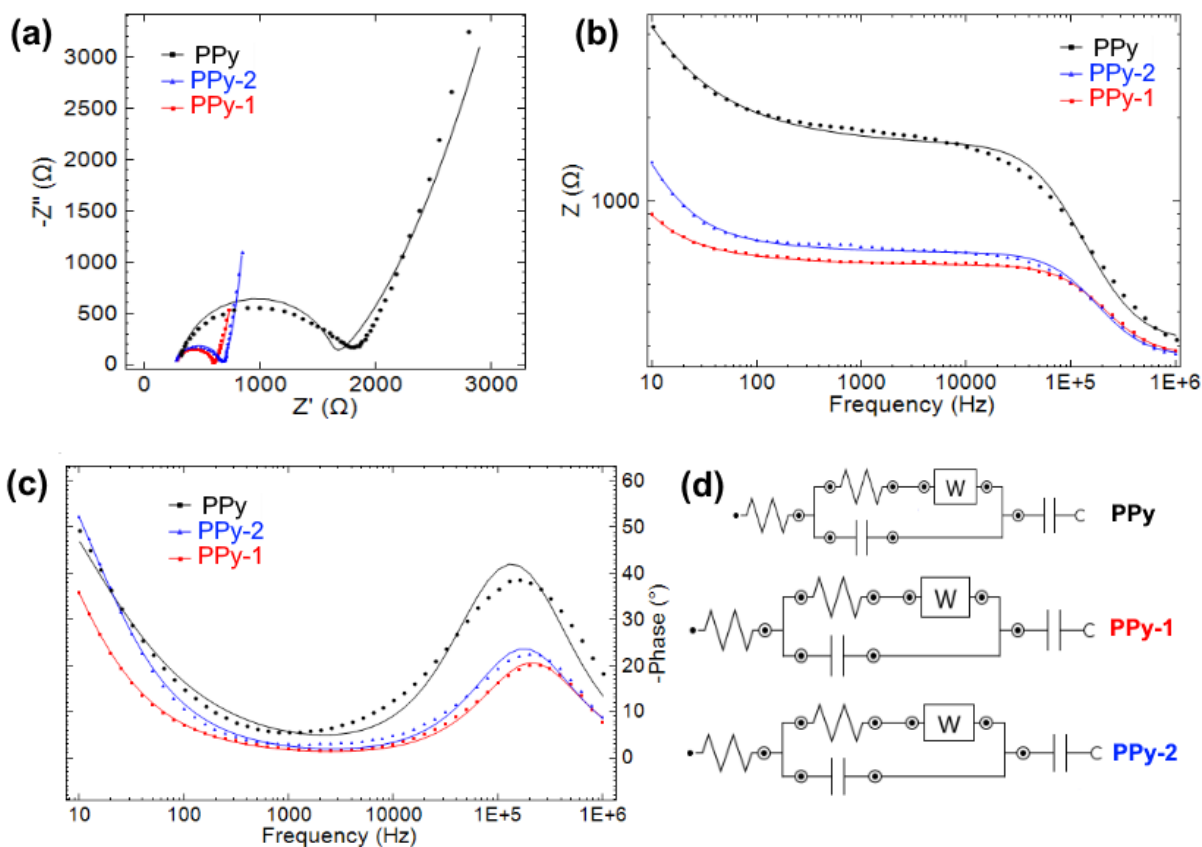 (a)
PPy
PPy-2
PPy-1
3000
2500
2000
1500
1000
500
0
-Z″ (Ω)
0 1000 2000 3000
Z' (Ω)
(b)
PPy
PPy-2
PPy-1
1000
Z (Ω)
10 100 1000 10000 1E+5 1E+6
Frequency (Hz)
(c)
PPy
PPy-2
PPy-1
60
50
40
30
20
10
0
-Phase (°)
10 100 1000 10000 1E+5 1E+6
Frequency (Hz)
(d)
W
PPy
W
PPy-1
W
PPy-2